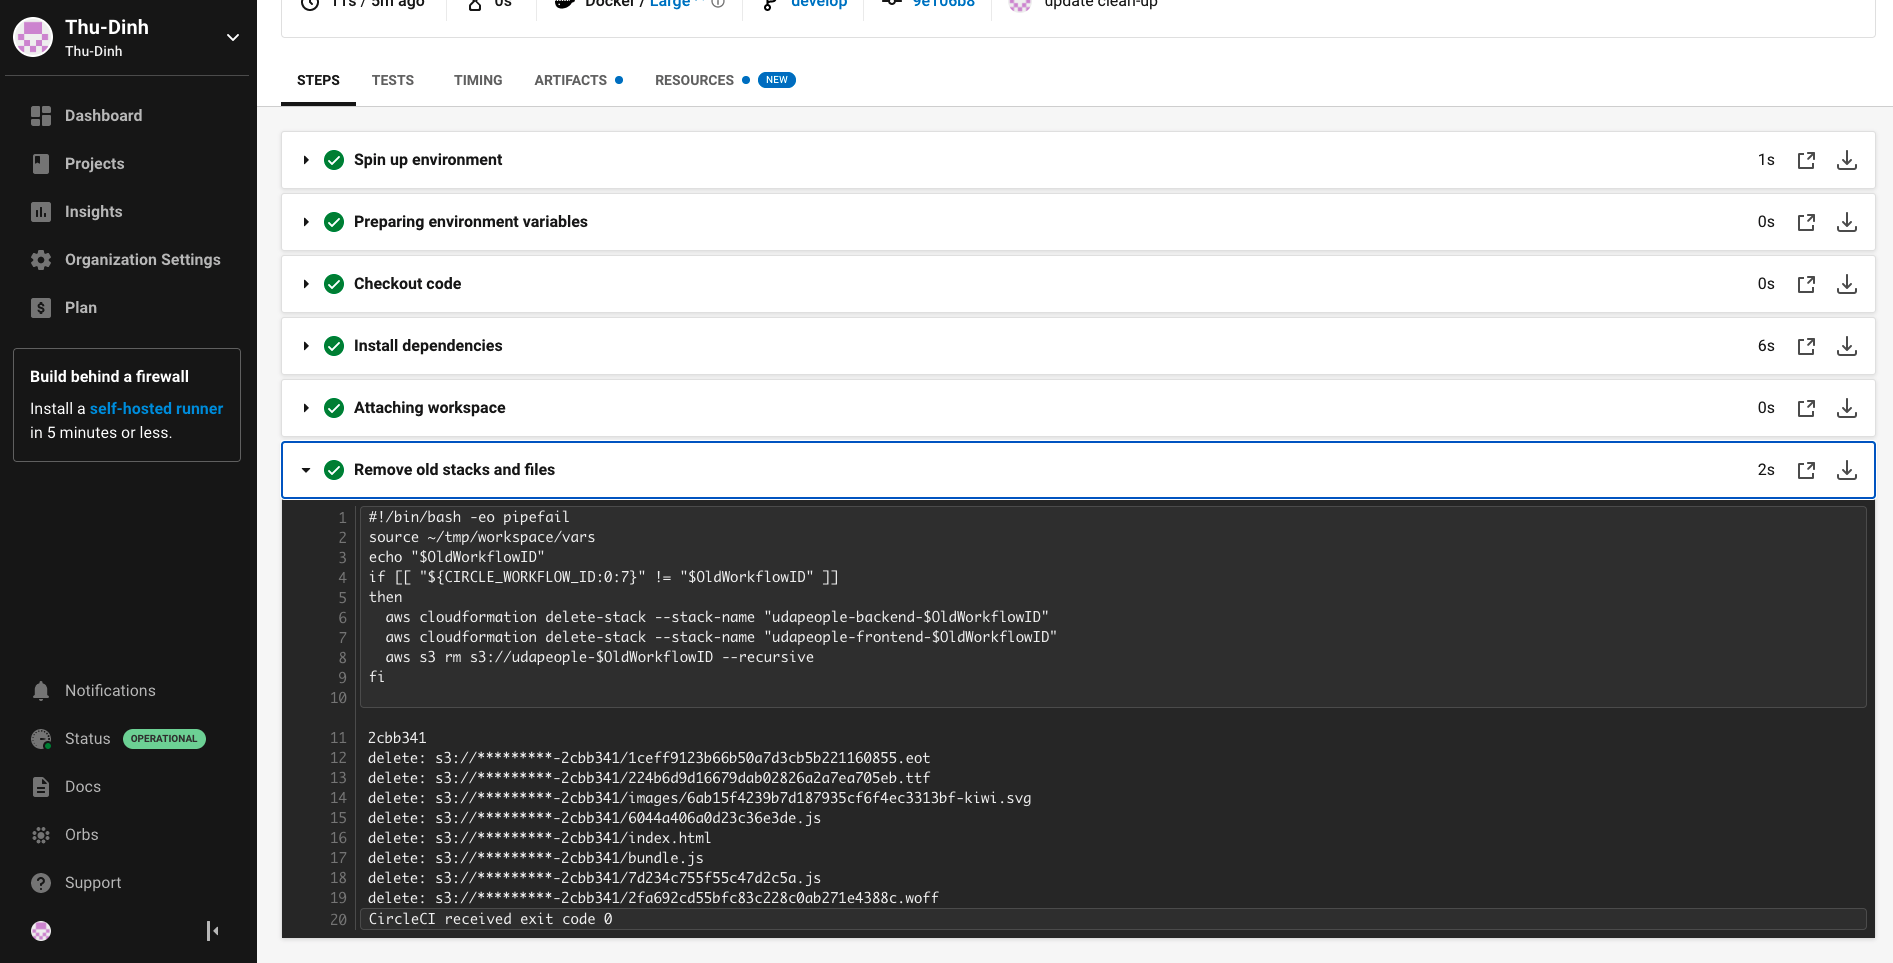 Thu-Dinh
Thu-Dinh
Dashboard
Projects
Insights
Organization Settings
Plan
Build behind a firewall
Install a self-hosted runner
in 5 minutes or less.
Notifications
Status OPERATIONAL
Docs
Orbs
Support
11s / 5m ago
0s
Docker / Large
develop
9e106b8
update clean-up
STEPS TESTS TIMING ARTIFACTS RESOURCES NEW
Spin up environment 1s
Preparing environment variables 0s
Checkout code 0s
Install dependencies 6s
Attaching workspace 0s
Remove old stacks and files 2s
1 #!/bin/bash -eo pipefail
2 source ~/tmp/workspace/vars
3 echo "$OldWorkflowID"
4 if [[ "${CIRCLE_WORKFLOW_ID:0:7}" != "$OldWorkflowID" ]]
5 then
6 aws cloudformation delete-stack --stack-name "udapeople-backend-$OldWorkflowID"
7 aws cloudformation delete-stack --stack-name "udapeople-frontend-$OldWorkflowID"
8 aws s3 rm s3://udapeople-$OldWorkflowID --recursive
9 fi
10
11 2cbb341
12 delete: s3://*********-2cbb341/1ceff9123b66b50a7d3cb5b221160855.eot
13 delete: s3://*********-2cbb341/224b6d9d16679dab02826a2a7ea705eb.ttf
14 delete: s3://*********-2cbb341/images/6ab15f4239b7d187935cf6f4ec3313bf-kiwi.svg
15 delete: s3://*********-2cbb341/6044a406a0d23c36e3de.js
16 delete: s3://*********-2cbb341/index.html
17 delete: s3://*********-2cbb341/bundle.js
18 delete: s3://*********-2cbb341/7d234c755f55c47d2c5a.js
19 delete: s3://*********-2cbb341/2fa692cd55bfc83c228c0ab271e4388c.woff
20 CircleCI received exit code 0